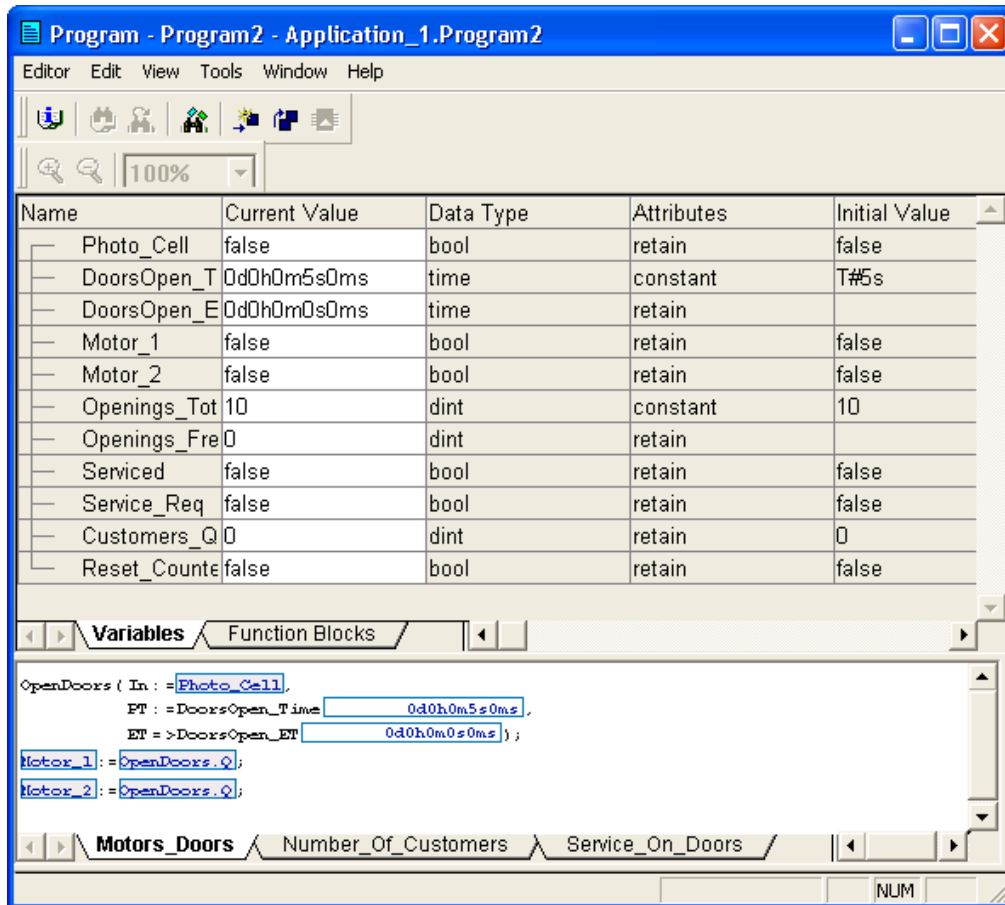 Program - Program2 - Application_1.Program2
Editor Edit View Tools Window Help
100%
Name Current Value Data Type Attributes Initial Value
Photo_Cell false bool retain false
DoorsOpen_T 0d0h0m5s0ms time constant T#5s
DoorsOpen_E 0d0h0m0s0ms time retain
Motor_1 false bool retain false
Motor_2 false bool retain false
Openings_Tot 10 dint constant 10
Openings_Fre 0 dint retain
Serviced false bool retain false
Service_Req false bool retain false
Customers_Q 0 dint retain 0
Reset_Counte false bool retain false
Variables Function Blocks
OpenDoors( In:=Photo_Cell,
PT:=DoorsOpen_Time 0d0h0m5s0ms,
ET=>DoorsOpen_ET 0d0h0m0s0ms);
Motor_1:=OpenDoors.Q;
Motor_2:=OpenDoors.Q;
Motors_Doors Number_Of_Customers Service_On_Doors
NUM